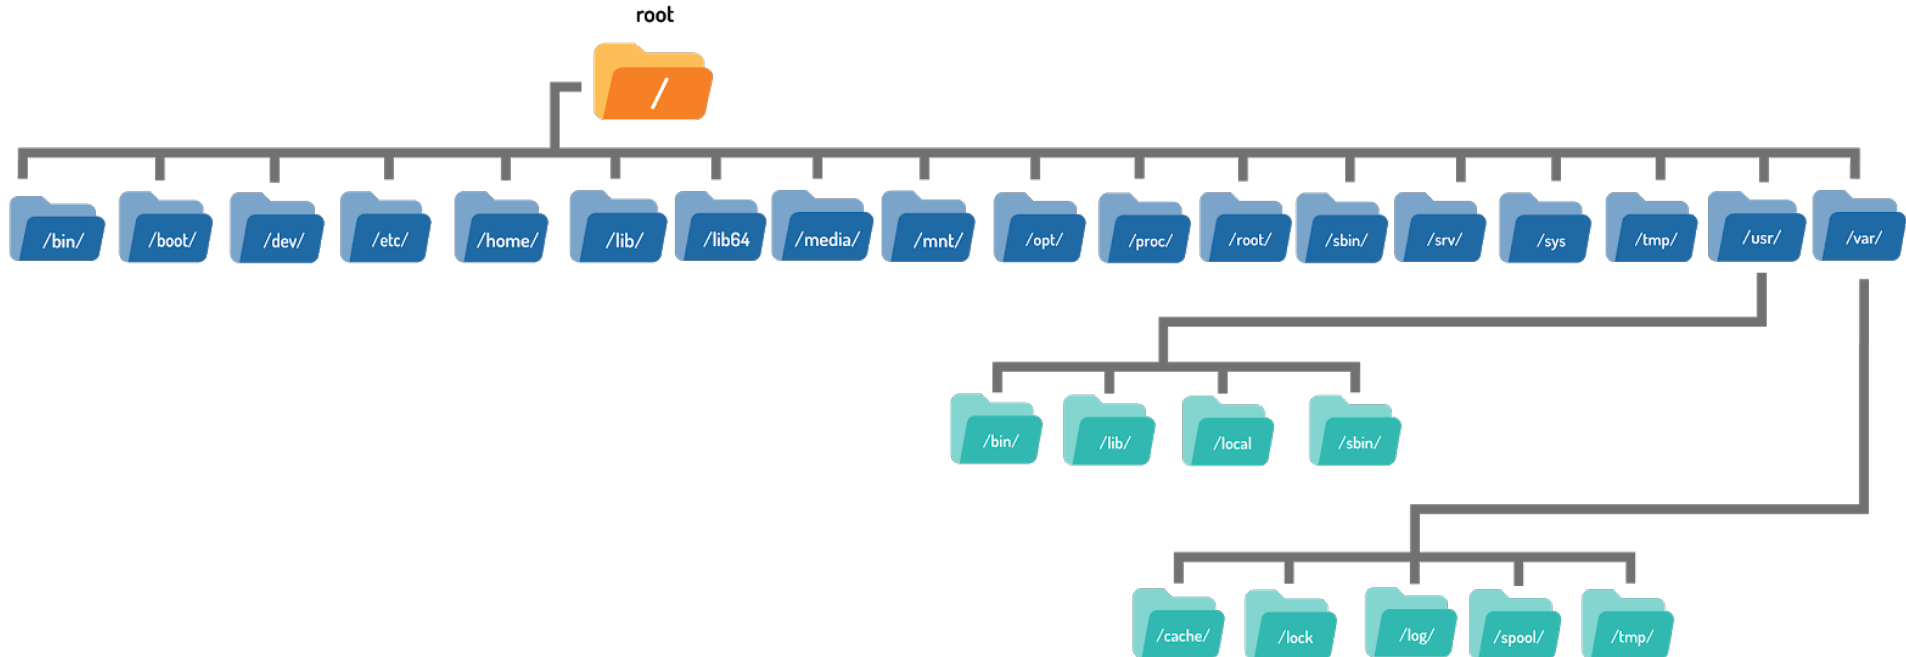 root
/
/bin/
/boot/
/dev/
/etc/
/home/
/lib/
/lib64
/media/
/mnt/
/opt/
/proc/
/root/
/sbin/
/srv/
/sys
/tmp/
/usr/
/var/
/bin/
/lib/
/local
/sbin/
/cache/
/lock
/log/
/spool/
/tmp/